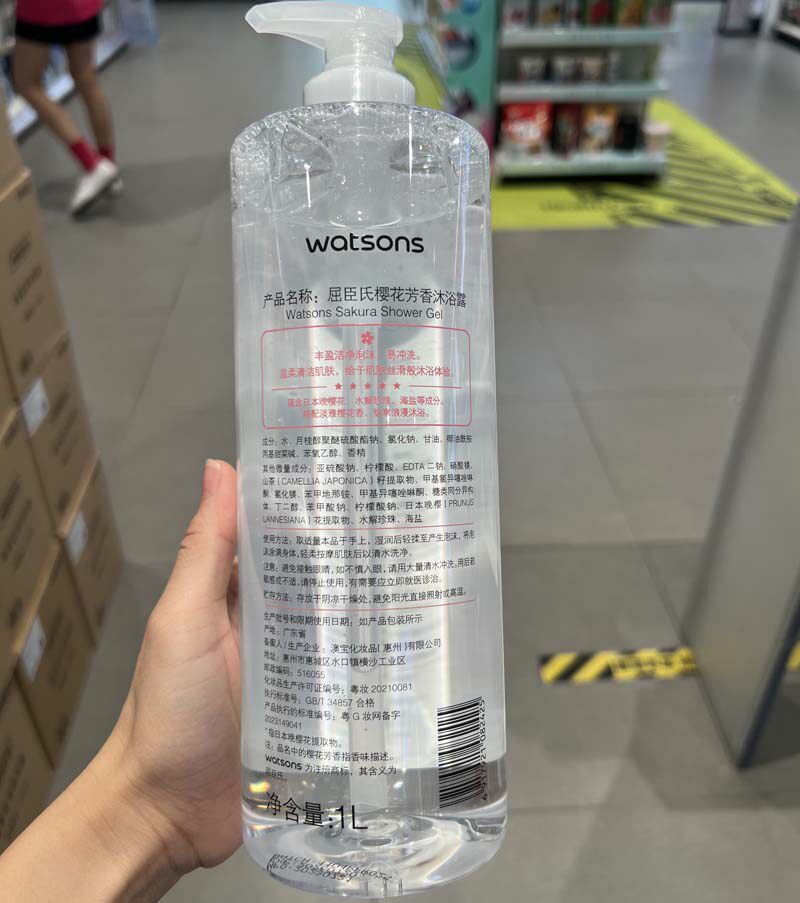 watsons
产品名称：屈臣氏樱花芳香沐浴露
Watsons Sakura Shower Gel
丰盈洁净润沫，易冲洗。
温柔清洁肌肤，给予肌肤丝滑般沐浴体验。
蕴含日本晚樱花*、水解珍珠、海盐等成分。
搭配淡雅樱花香、纵享浪漫沐浴。
成分：水、月桂醇聚醚硫酸酯钠、氯化钠、甘油、椰油酰胺
丙基甜菜碱、苯氧乙醇、香精
其他微量成分：亚硫酸钠、柠檬酸、EDTA 二钠、硝酸镁、
山茶（CAMELLIA JAPONICA）籽提取物、甲基氯异噻唑啉
酮、氯化镁、苯甲地那铵、甲基异噻唑啉酮、糖类同分异构
体、丁二醇、苯甲酸钠、柠檬酸钠、日本晚樱（PRUNUS
LANNESIANA）花提取物、水解珍珠、海盐
使用方法：取适量本品于手上，湿润后轻揉至产生泡沫，将泡
沫涂满身体，轻柔按摩肌肤后以清水洗净。
注意：避免接触眼睛，如不慎入眼，请用大量清水冲洗。用后若
敏感或不适，请停止使用，有需要应立即就医诊治。
贮存方法：存放于阴凉干燥处，避免阳光直接照射或高温。
生产批号和限期使用日期：如产品包装所示
产地：广东省
备案人/生产企业：澳宝化妆品（惠州）有限公司
地址：惠州市惠城区水口镇横沙工业区
邮政编码：516055
化妆品生产许可证编号：粤妆 20210081
执行标准号：GB/T 34857 合格
产品执行的标准编号：粤 G 妆网备字
2023149041
*指日本晚樱花提取物。
注：品名中的樱花芳香指香味描述。
watsons 为注册商标，其含义为
屈臣氏。
净含量：1L
6 917021 082425